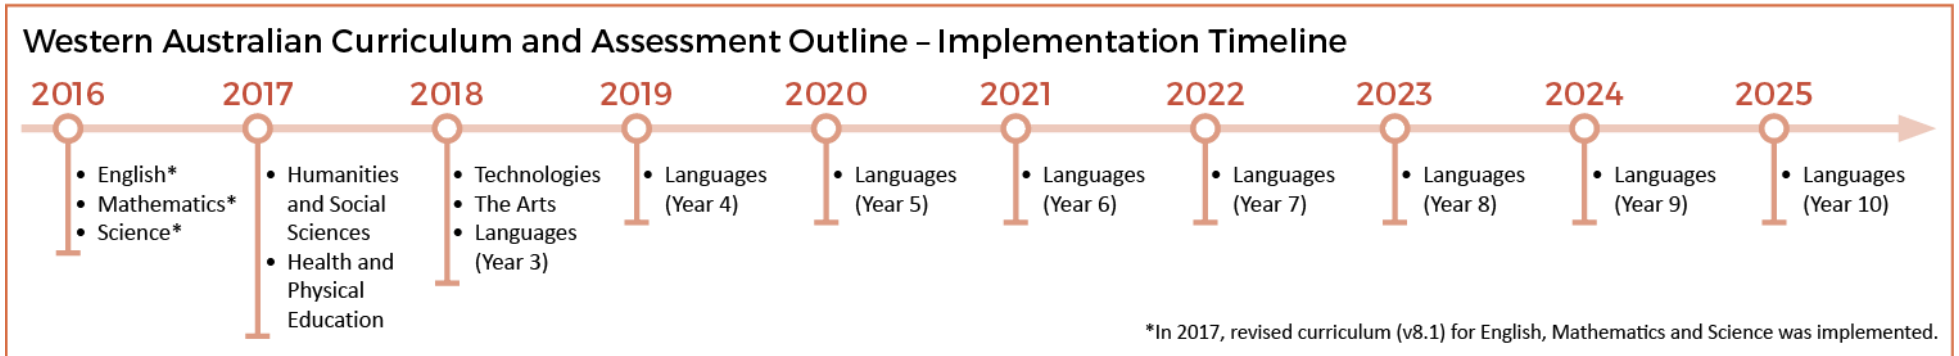 Western Australian Curriculum and Assessment Outline – Implementation Timeline
2016
• English*
• Mathematics*
• Science*
2017
• Humanities
and Social
Sciences
• Health and
Physical
Education
2018
• Technologies
• The Arts
• Languages
(Year 3)
2019
• Languages
(Year 4)
2020
• Languages
(Year 5)
2021
• Languages
(Year 6)
2022
• Languages
(Year 7)
2023
• Languages
(Year 8)
2024
• Languages
(Year 9)
2025
• Languages
(Year 10)
*In 2017, revised curriculum (v8.1) for English, Mathematics and Science was implemented.